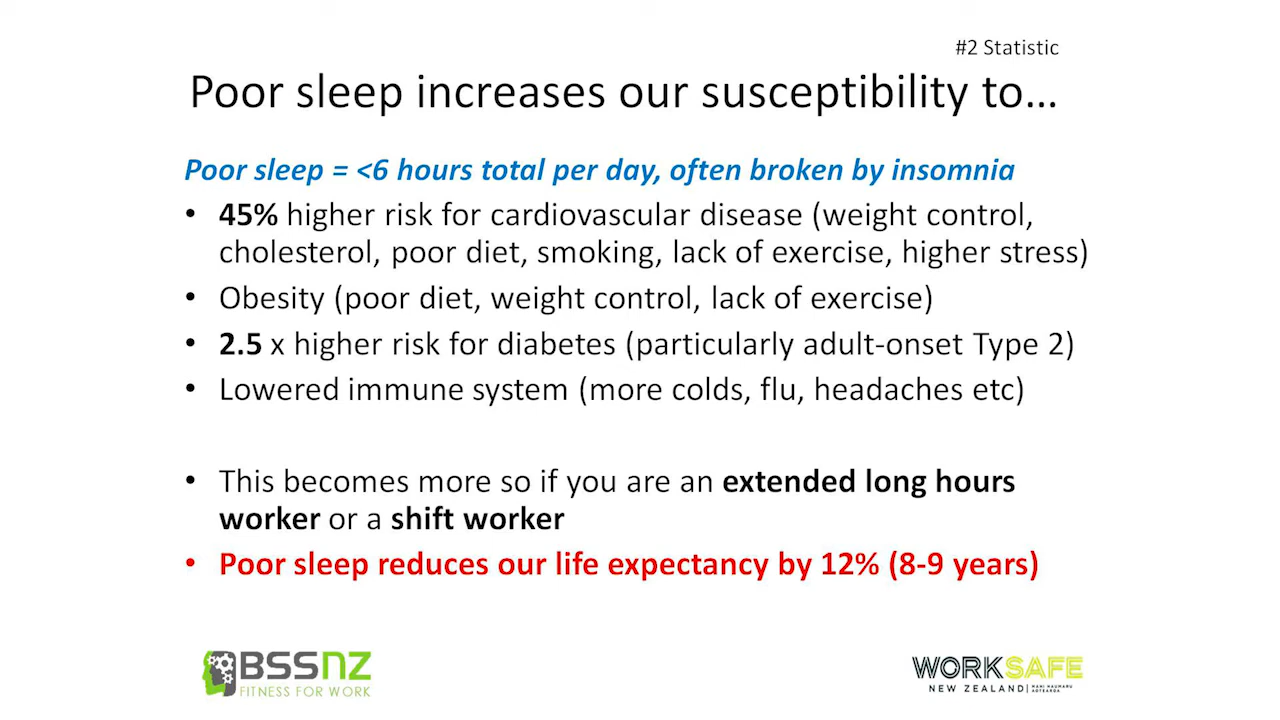 #2 Statistic
Poor sleep increases our susceptibility to...
Poor sleep = <6 hours total per day, often broken by insomnia
• 45% higher risk for cardiovascular disease (weight control,
cholesterol, poor diet, smoking, lack of exercise, higher stress)
• Obesity (poor diet, weight control, lack of exercise)
• 2.5 x higher risk for diabetes (particularly adult-onset Type 2)
• Lowered immune system (more colds, flu, headaches etc)
• This becomes more so if you are an extended long hours
worker or a shift worker
• Poor sleep reduces our life expectancy by 12% (8-9 years)
BSSNZ
FITNESS FOR WORK
WORKSAFE
NEW ZEALAND | MAHI HAUMARU
AOTEAROA